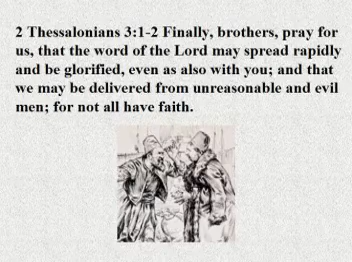 2 Thessalonians 3:1-2 Finally, brothers, pray for
us, that the word of the Lord may spread rapidly
and be glorified, even as also with you; and that
we may be delivered from unreasonable and evil
men; for not all have faith.